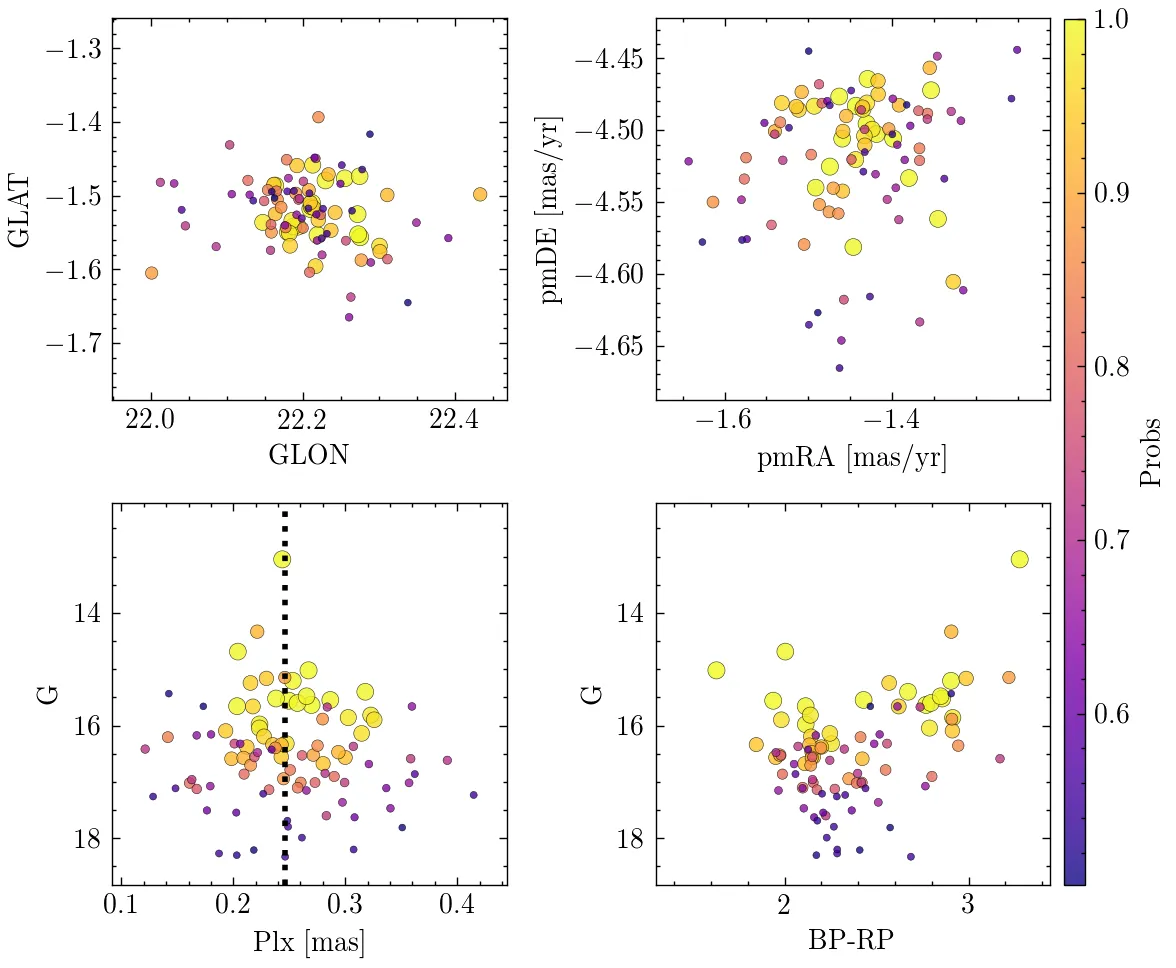 −1.3
−1.4
−1.5
−1.6
−1.7
GLAT
22.0 22.2 22.4
GLON
−4.45
−4.50
−4.55
−4.60
−4.65
pmDE [mas/yr]
−1.6 −1.4
pmRA [mas/yr]
14
16
18
G
0.1 0.2 0.3 0.4
Plx [mas]
14
16
18
G
2 3
BP-RP
1.0
0.9
0.8
0.7
0.6
Probs